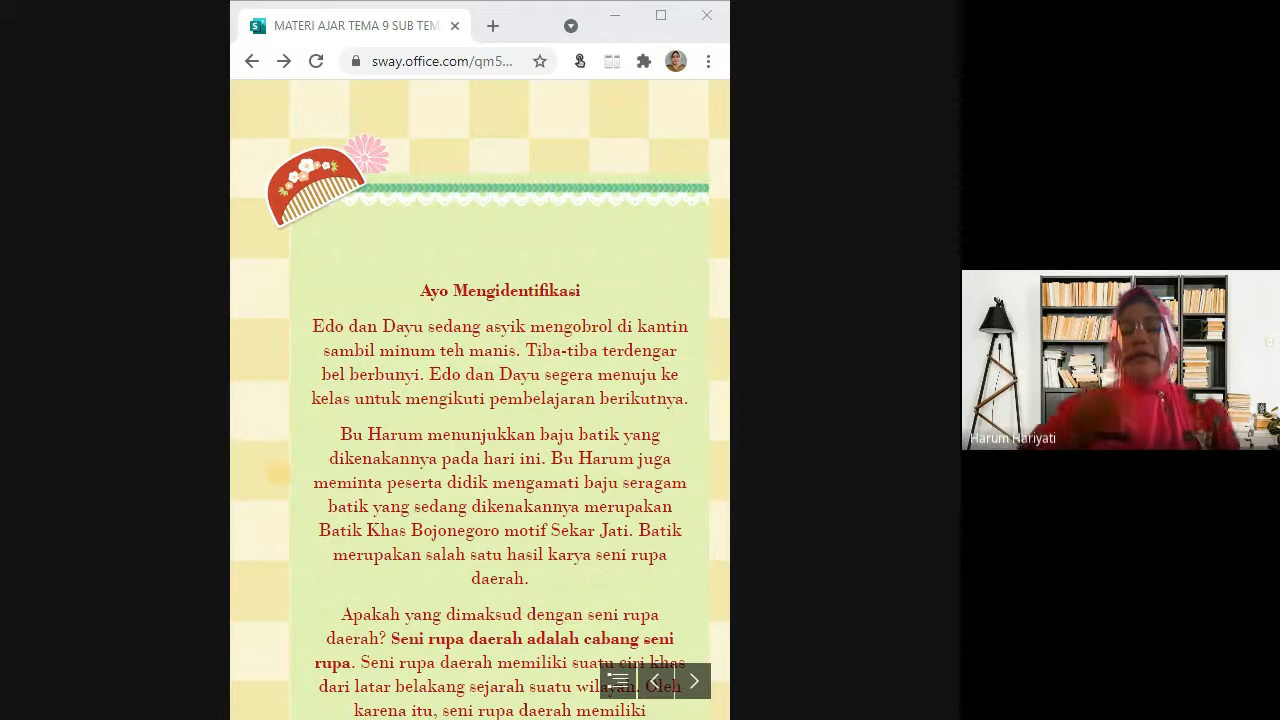 MATERI AJAR TEMA 9 SUB TEM
sway.office.com/qm5...
Ayo Mengidentifikasi
Edo dan Dayu sedang asyik mengobrol di kantin
sambil minum teh manis. Tiba-tiba terdengar
bel berbunyi. Edo dan Dayu segera menuju ke
kelas untuk mengikuti pembelajaran berikutnya.
Bu Harum menunjukkan baju batik yang
dikenakannya pada hari ini. Bu Harum juga
meminta peserta didik mengamati baju seragam
batik yang sedang dikenakannya merupakan
Batik Khas Bojonegoro motif Sekar Jati. Batik
merupakan salah satu hasil karya seni rupa
daerah.
Apakah yang dimaksud dengan seni rupa
daerah? Seni rupa daerah adalah cabang seni
rupa. Seni rupa daerah memiliki suatu ciri khas
dari latar belakang sejarah suatu wilayah. Oleh
karena itu, seni rupa daerah memiliki
Harum Hariyati